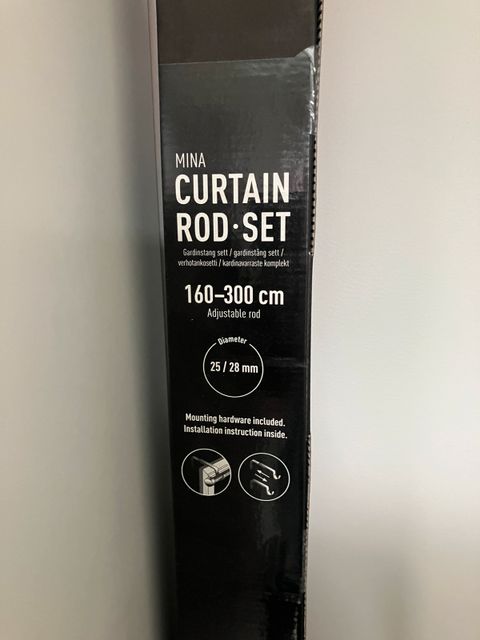 MINA
CURTAIN
ROD·SET
Gardinstang sett / gardinstång sett /
verhotankosetti / kardinavarraste komplekt
160–300 cm
Adjustable rod
Diameter
25 / 28 mm
Mounting hardware included.
Installation instruction inside.